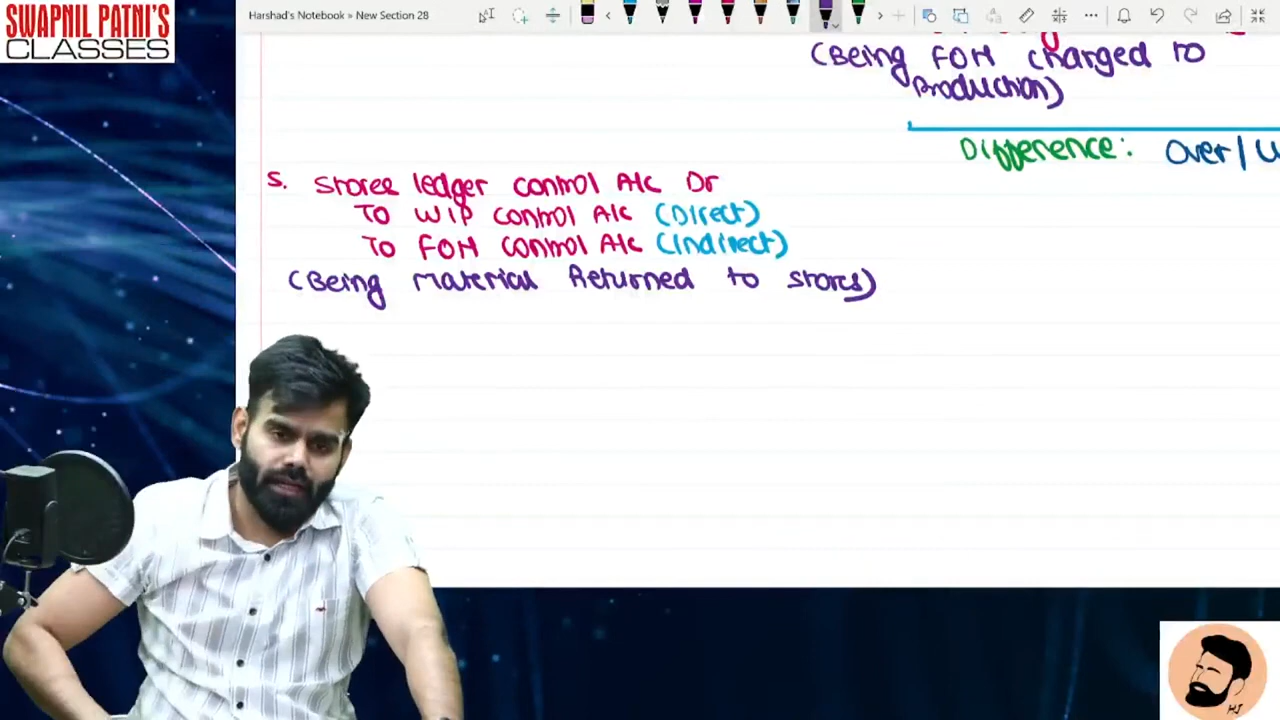 SWAPNIL PATNI'S
CLASSES
Harshad's Notebook » New Section 28
(Being FOH charged to
Production)
Difference: Over/U
5. Stores ledger control A/c Dr
To WIP control A/c (Direct)
To FOH control A/c (Indirect)
(Being Material Returned to stores)
HJ